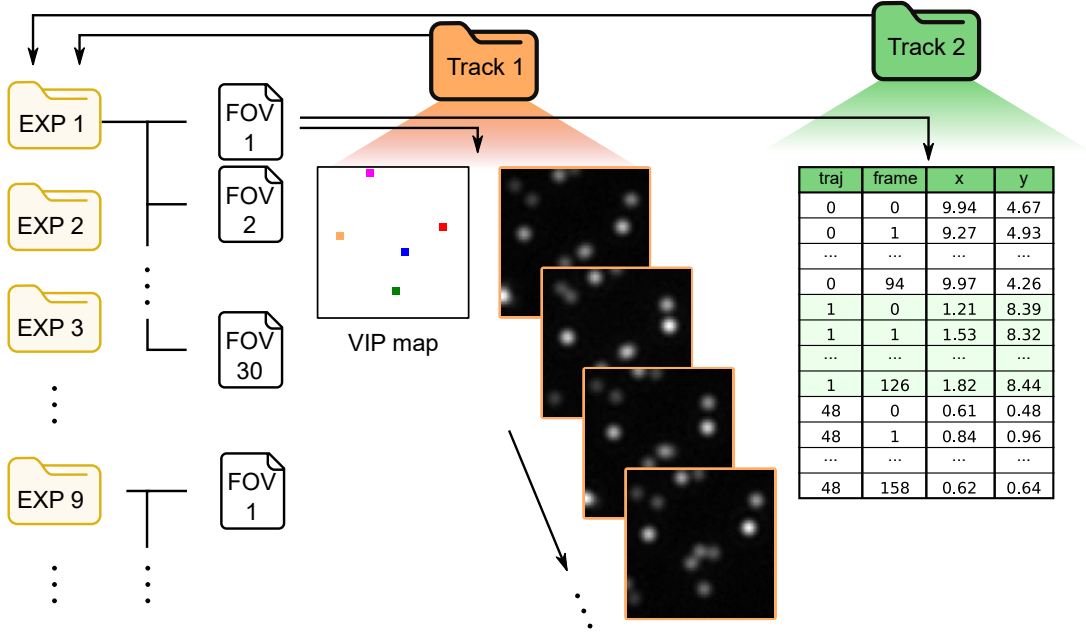 Track 1
Track 2
EXP 1
FOV
1
FOV
2
EXP 2
EXP 3
FOV
30
EXP 9
FOV
1
VIP map
traj frame x y
0 0 9.94 4.67
0 1 9.27 4.93
... ... ... ...
0 94 9.97 4.26
1 0 1.21 8.39
1 1 1.53 8.32
... ... ... ...
1 126 1.82 8.44
48 0 0.61 0.48
48 1 0.84 0.96
... ... ... ...
48 158 0.62 0.64